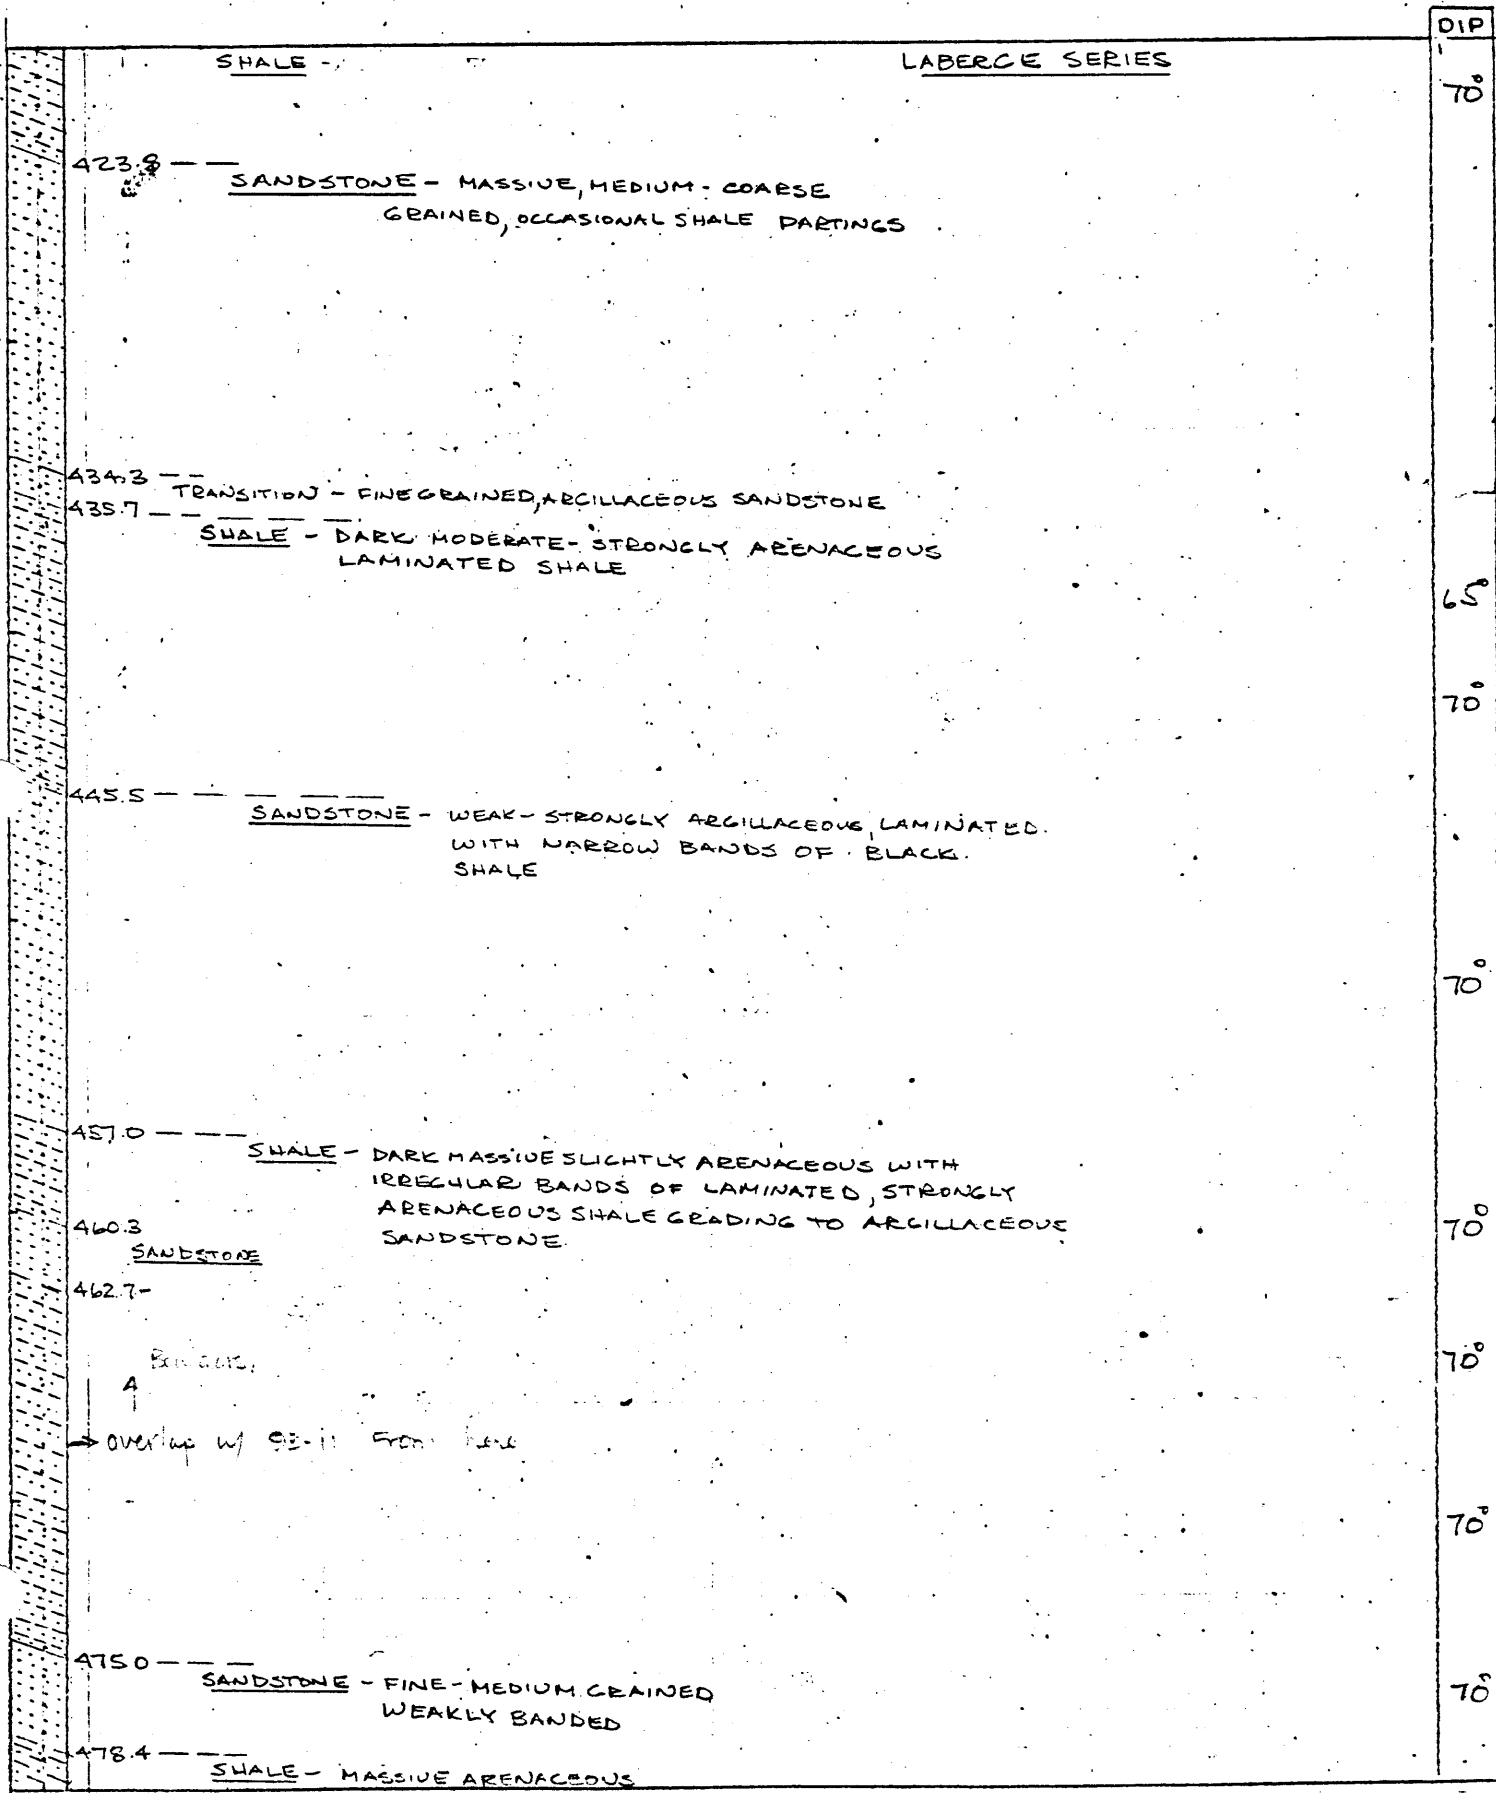 DIP
SHALE - LABERGE SERIES
70°
423.8 — —
SANDSTONE - MASSIVE, MEDIUM - COARSE
GRAINED, OCCASIONAL SHALE PARTINGS
434.3 — —
TRANSITION - FINE GRAINED, ARGILLACEOUS SANDSTONE
435.7 — — — — —
SHALE - DARK MODERATE - STRONGLY ARENACEOUS
LAMINATED SHALE
65°
70°
445.5 — — — — —
SANDSTONE - WEAK - STRONGLY ARGILLACEOUS, LAMINATED
WITH NARROW BANDS OF BLACK
SHALE
70°
457.0 — — —
SHALE - DARK MASSIVE SLIGHTLY ARENACEOUS WITH
IRREGULAR BANDS OF LAMINATED, STRONGLY
ARENACEOUS SHALE GRADING TO ARGILLACEOUS
SANDSTONE
460.3
70°
SANDSTONE
462.7 -
70°
overlap w/ 93-11 From here
70°
475.0 — — —
SANDSTONE - FINE - MEDIUM GRAINED
WEAKLY BANDED
70°
478.4 — — —
SHALE - MASSIVE ARENACEOUS